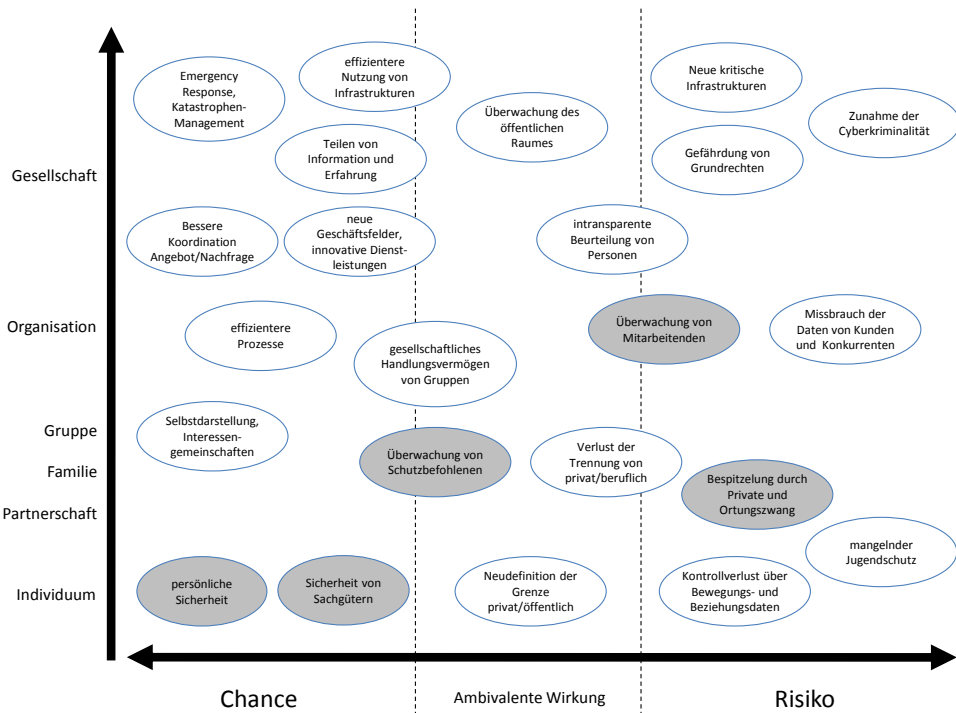 Emergency
Response,
Katastrophen-
Management
effizientere
Nutzung von
Infrastrukturen
Teilen von
Information und
Erfahrung
Überwachung des
öffentlichen
Raumes
Neue kritische
Infrastrukturen
Zunahme der
Cyberkriminalität
Gefährdung von
Grundrechten
Gesellschaft
Bessere
Koordination
Angebot/Nachfrage
neue
Geschäftsfelder,
innovative Dienst-
leistungen
intransparente
Beurteilung von
Personen
Organisation
effizientere
Prozesse
gesellschaftliches
Handlungsvermögen
von Gruppen
Überwachung von
Mitarbeitenden
Missbrauch der
Daten von Kunden
und Konkurrenten
Gruppe
Familie
Partnerschaft
Selbstdarstellung,
Interessen-
gemeinschaften
Überwachung von
Schutzbefohlenen
Verlust der
Trennung von
privat/beruflich
Bespitzelung durch
Private und
Ortungszwang
mangelnder
Jugendschutz
Individuum
persönliche
Sicherheit
Sicherheit von
Sachgütern
Neudefinition der
Grenze
privat/öffentlich
Kontrollverlust über
Bewegungs- und
Beziehungsdaten
Chance
Ambivalente Wirkung
Risiko